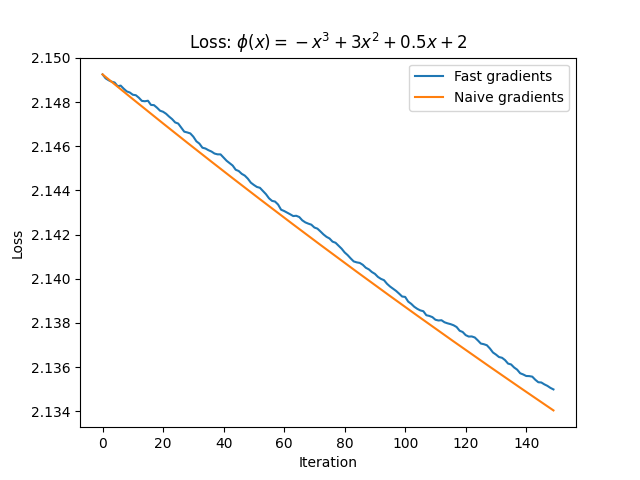 Loss: $\phi(x) = -x^3 + 3x^2 + 0.5x + 2$
Fast gradients
Naive gradients
2.150
2.148
2.146
2.144
2.142
2.140
2.138
2.136
2.134
Loss
0 20 40 60 80 100 120 140
Iteration